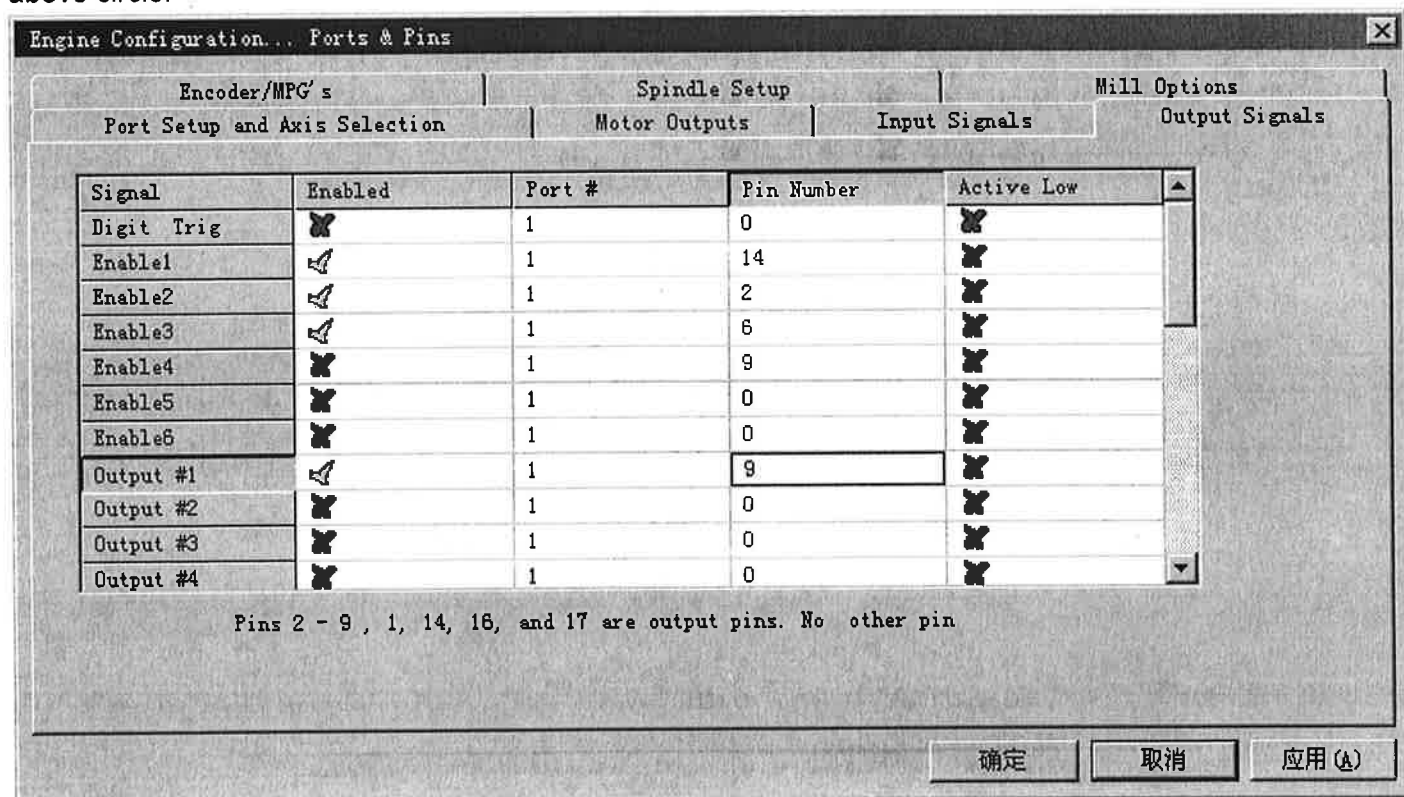 above circle.
Engine Configuration... Ports & Pins
Encoder/MPG's Spindle Setup Mill Options
Port Setup and Axis Selection Motor Outputs Input Signals Output Signals
Signal Enabled Port # Pin Number Active Low
Digit Trig 1 0
Enable1 1 14
Enable2 1 2
Enable3 1 6
Enable4 1 9
Enable5 1 0
Enable6 1 0
Output #1 1 9
Output #2 1 0
Output #3 1 0
Output #4 1 0
Pins 2 - 9 , 1, 14, 16, and 17 are output pins. No other pin
确定 取消 应用(A)